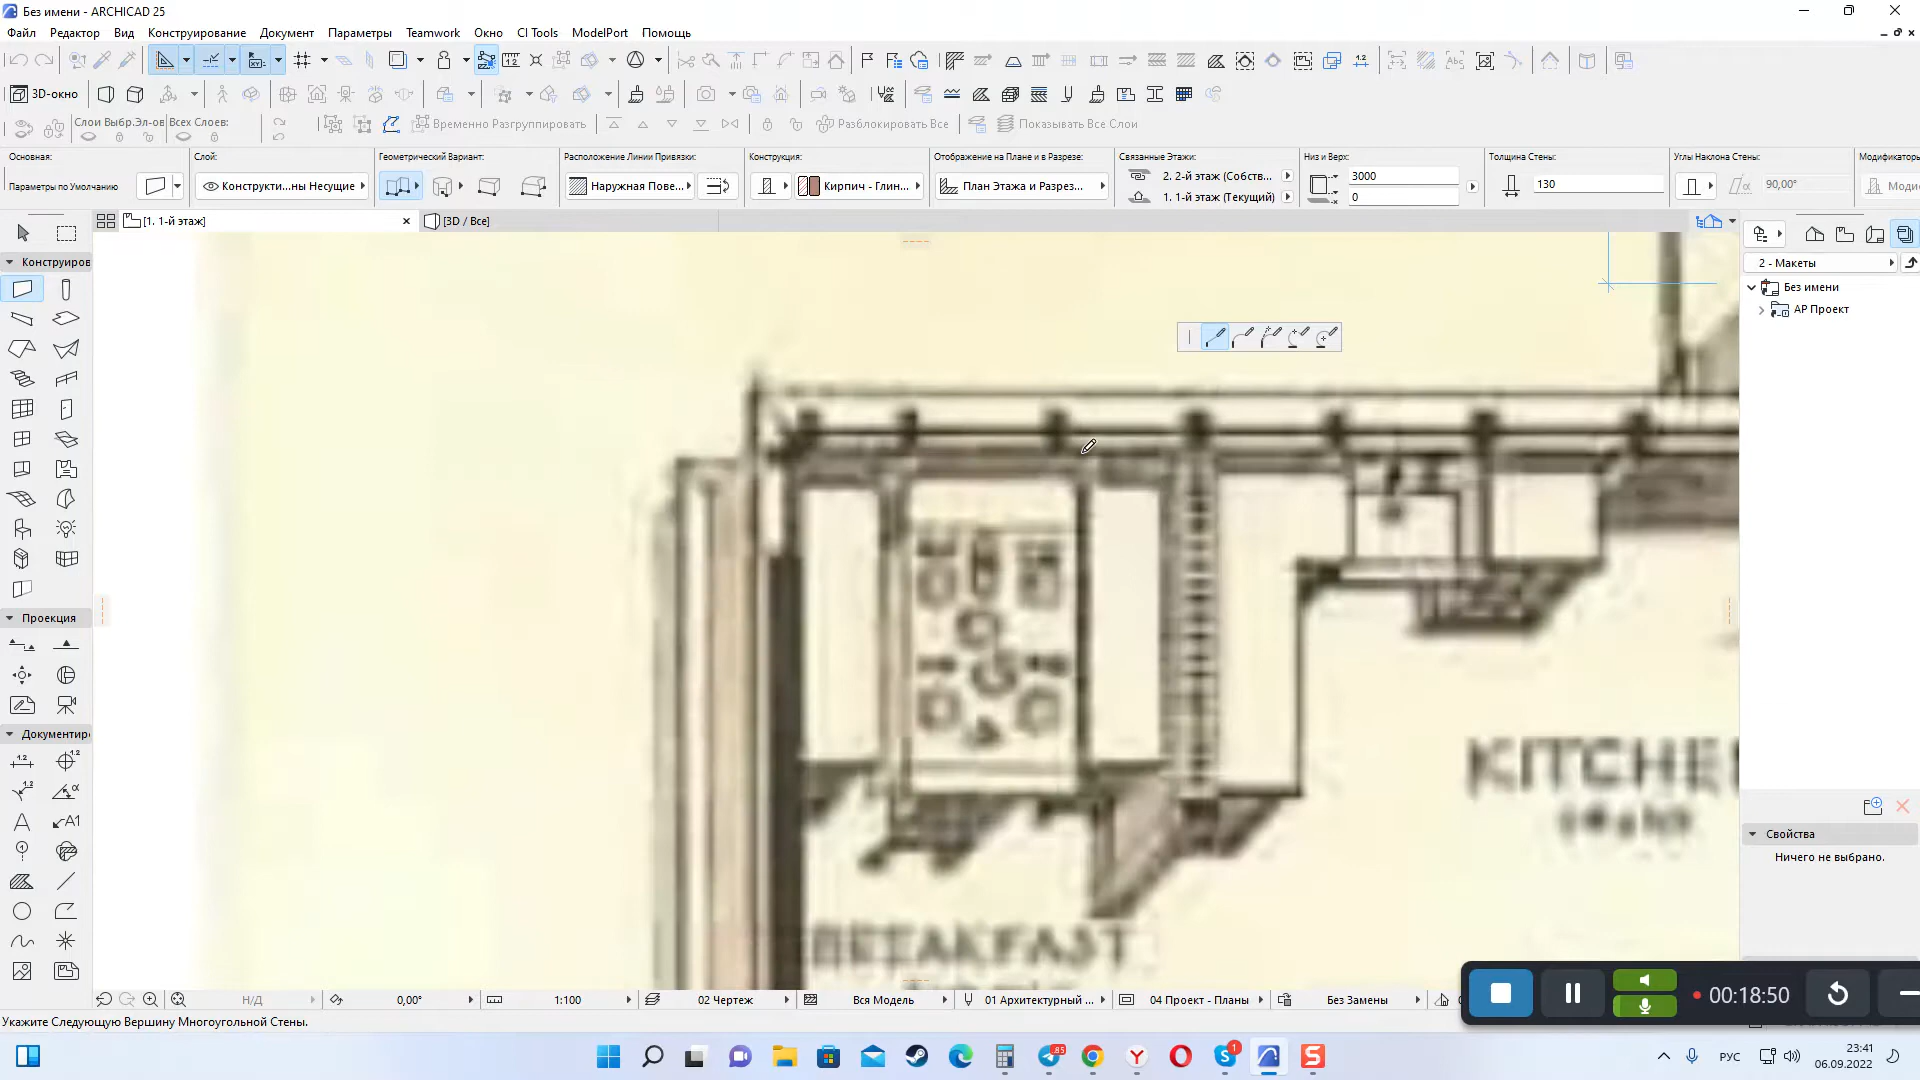 Без имени - ARCHICAD 25
Файл Редактор Вид Конструирование Документ Параметры Teamwork Окно CI Tools ModelPort Помощь
3D-окно
Слои Выбр.Эл-ов Всех Слоев: Временно Разгруппировать Разблокировать Все Показывать Все Слои
Основная: Слой: Геометрический Вариант: Расположение Линии Привязки: Конструкция: Отображение на Плане и в Разрезе: Связанные Этажи: Низ и Верх: Толщина Стены: Углы Наклона Стены: Модификаторы
Параметры по Умолчанию Конструкти...ны Несущие Наружная Пове... Кирпич - Глин... План Этажа и Разрез... 2. 2-й этаж (Собств... 3000 130 90,00°
1. 1-й этаж (Текущий) 0
[1. 1-й этаж] [3D / Все]
Конструиров
2 - Макеты
Без имени
АР Проект
Проекция
Документир
KITCHEN
BREAKFAST
Свойства
Ничего не выбрано.
Н/Д 0,00° 1:100 02 Чертеж Вся Модель 01 Архитектурный ... 04 Проект - Планы Без Замены
00:18:50
Укажите Следующую Вершину Многоугольной Стены.
РУС 23:41
06.09.2022